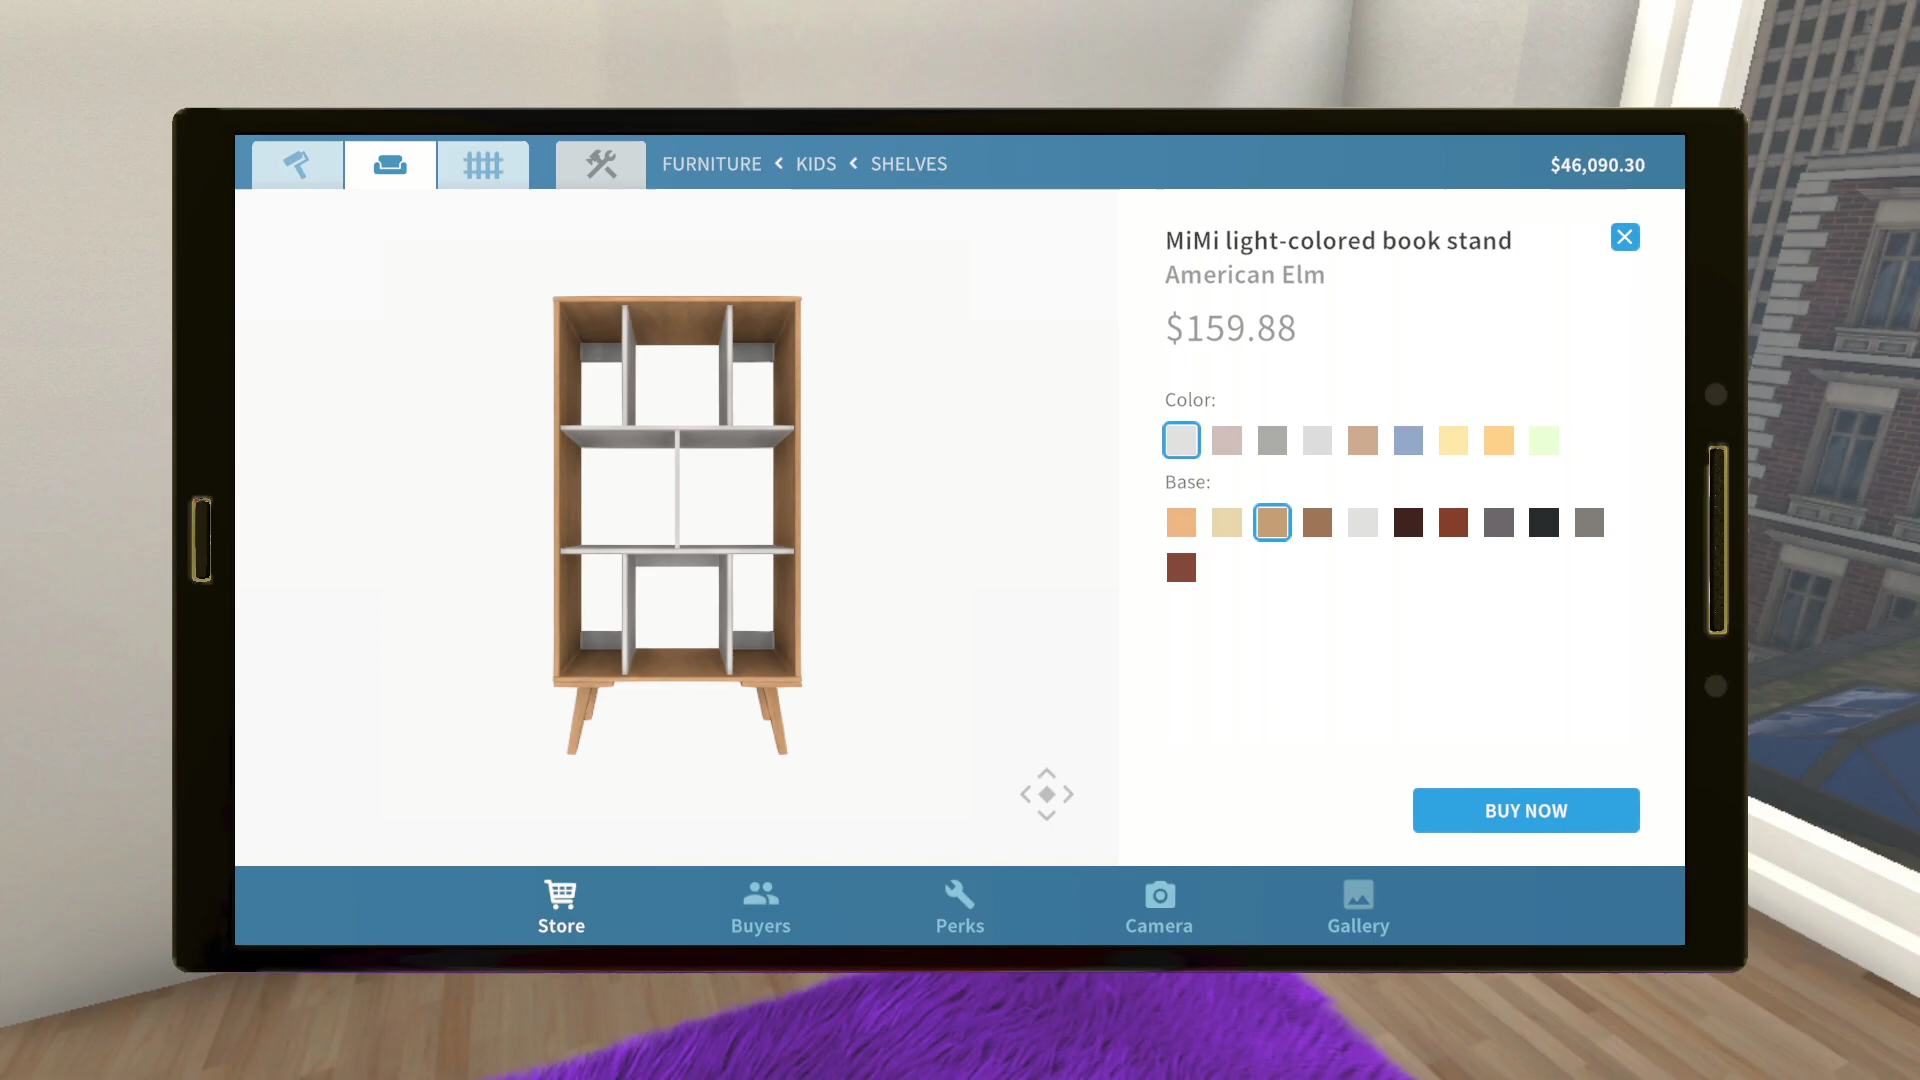 FURNITURE < KIDS < SHELVES
$46,090.30
MiMi light-colored book stand
American Elm
$159.88
Color:
Base:
BUY NOW
Store
Buyers
Perks
Camera
Gallery